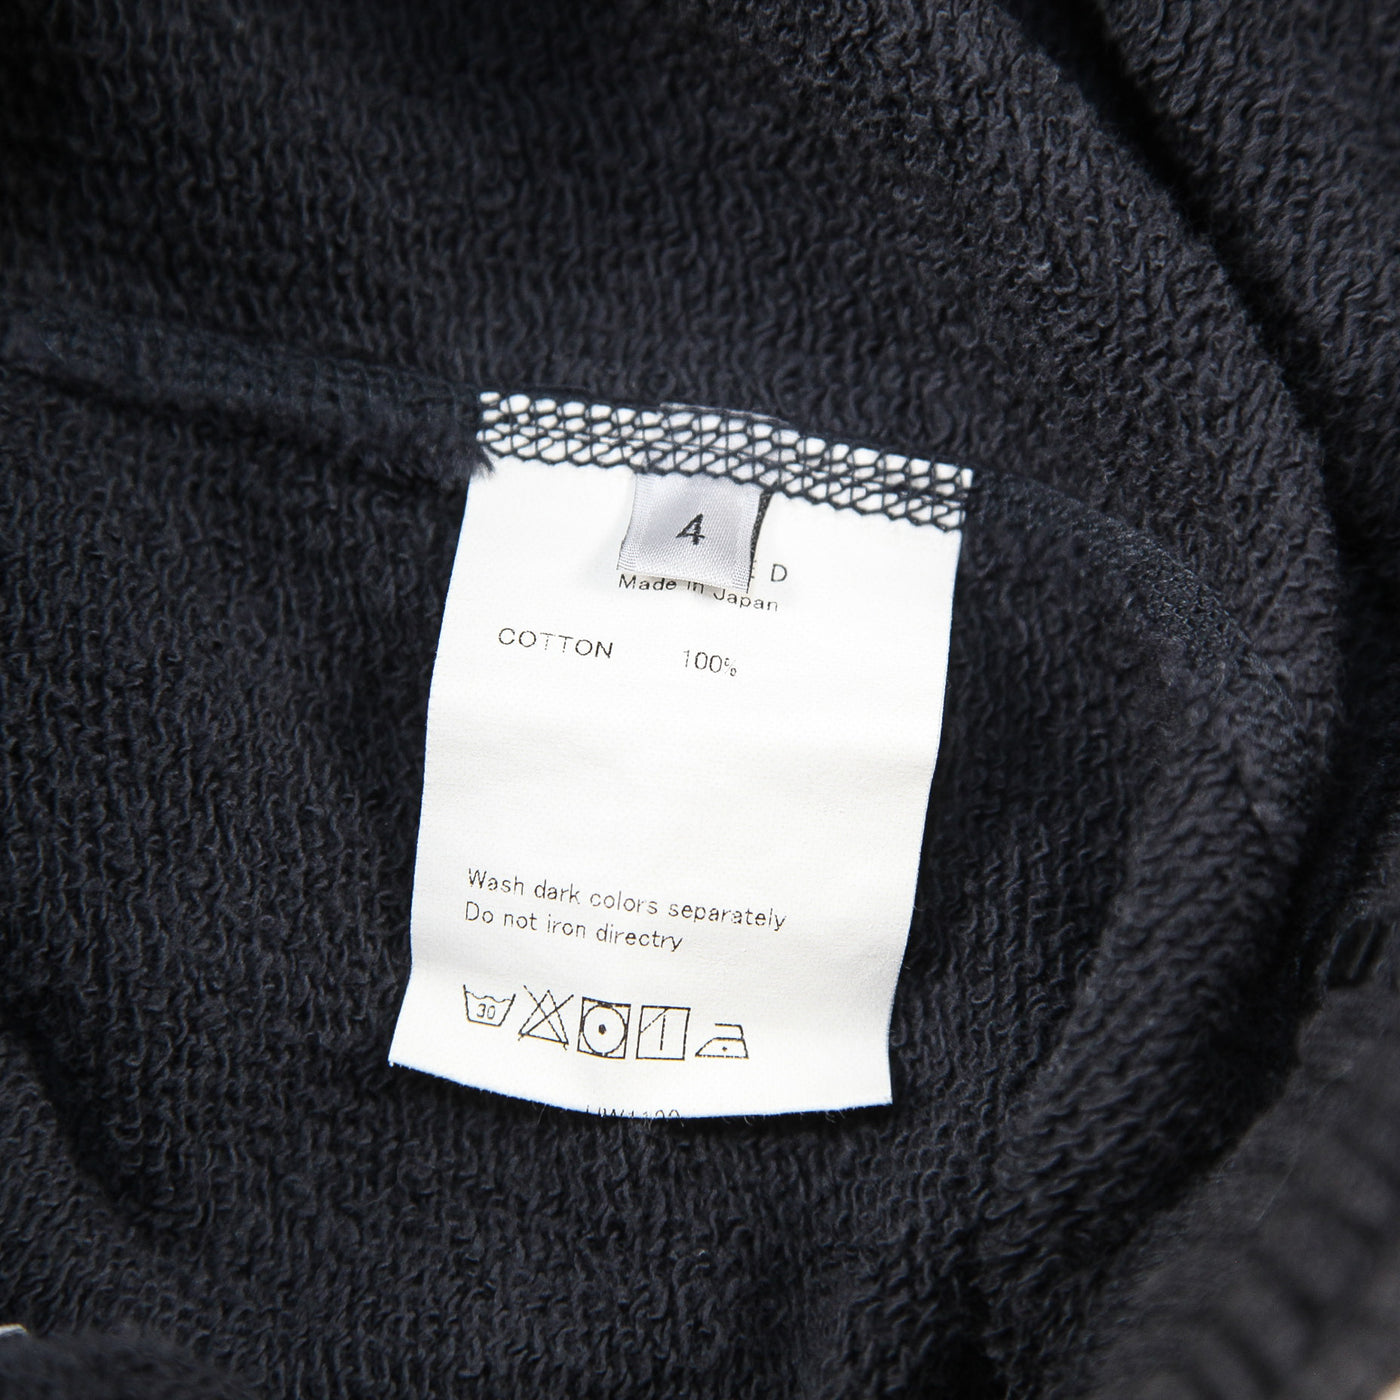 4
D
Made in Japan
COTTON 100%
Wash dark colors separately
Do not iron directry
30